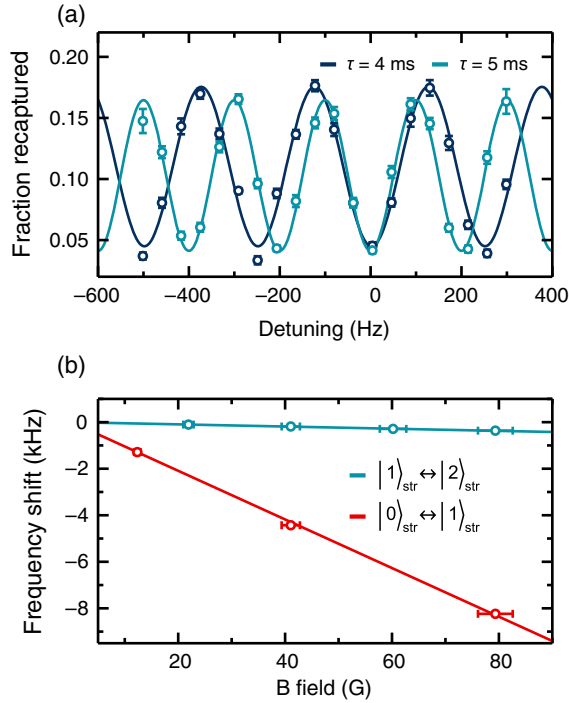 (a)
τ = 4 ms τ = 5 ms
0.20
0.15
0.10
0.05
Fraction recaptured
−600 −400 −200 0 200 400
Detuning (Hz)
(b)
0
−2
−4
−6
−8
Frequency shift (kHz)
|1⟩str ↔ |2⟩str
|0⟩str ↔ |1⟩str
20 40 60 80
B field (G)